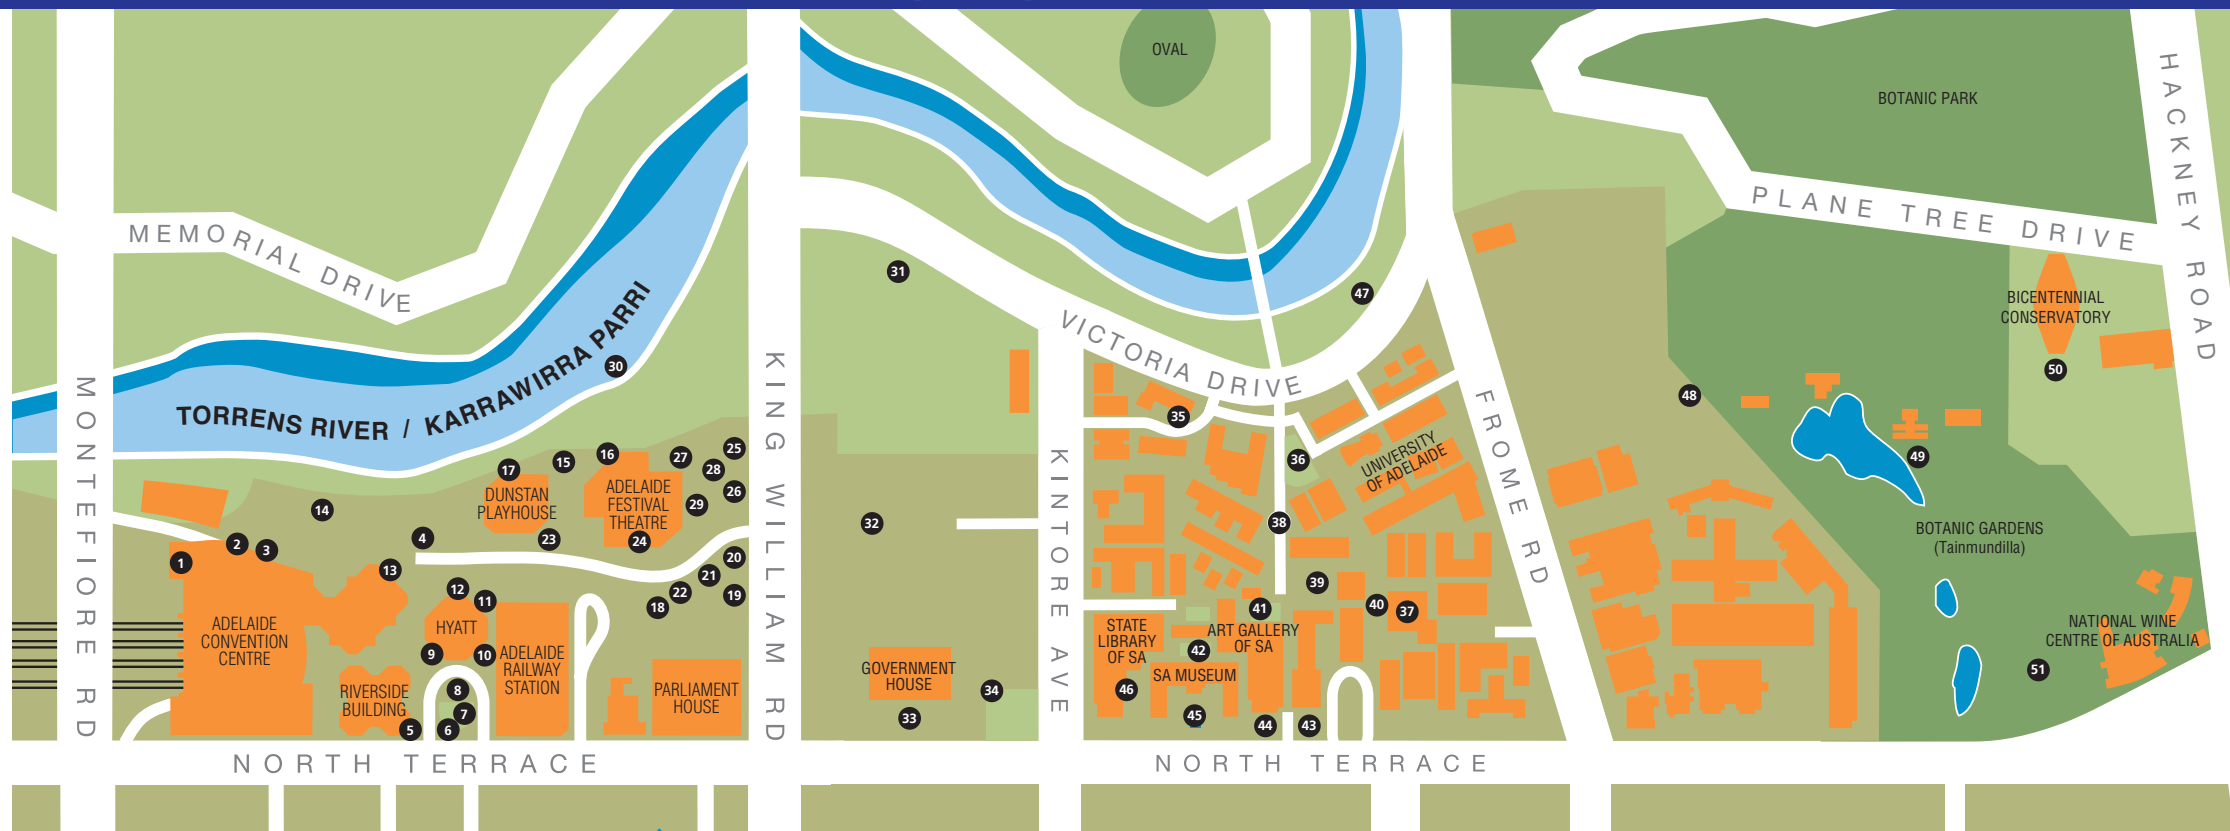 OVAL
BOTANIC PARK
HACKNEY ROAD
PLANE TREE DRIVE
MEMORIAL DRIVE
31
47
BICENTENNIAL
CONSERVATORY
50
TORRENS RIVER / KARRAWIRRA PARRI
30
VICTORIA DRIVE
MONTEFIORE RD
KING WILLIAM RD
KINTORE AVE
FROME RD
48
35
36
UNIVERSITY
OF ADELAIDE
49
17
15
16
27
25
28
26
29
DUNSTAN
PLAYHOUSE
ADELAIDE
FESTIVAL
THEATRE
24
23
14
4
2
3
1
13
12
11
HYATT
9
10
8
7
6
5
20
21
22
19
18
32
38
39
40
37
41
BOTANIC GARDENS
(Tainmundilla)
ADELAIDE
CONVENTION
CENTRE
RIVERSIDE
BUILDING
ADELAIDE
RAILWAY
STATION
PARLIAMENT
HOUSE
GOVERNMENT
HOUSE
33
34
STATE
LIBRARY
OF SA
46
ART GALLERY
OF SA
42
SA MUSEUM
45
44
43
NATIONAL WINE
CENTRE OF AUSTRALIA
51
NORTH TERRACE
NORTH TERRACE